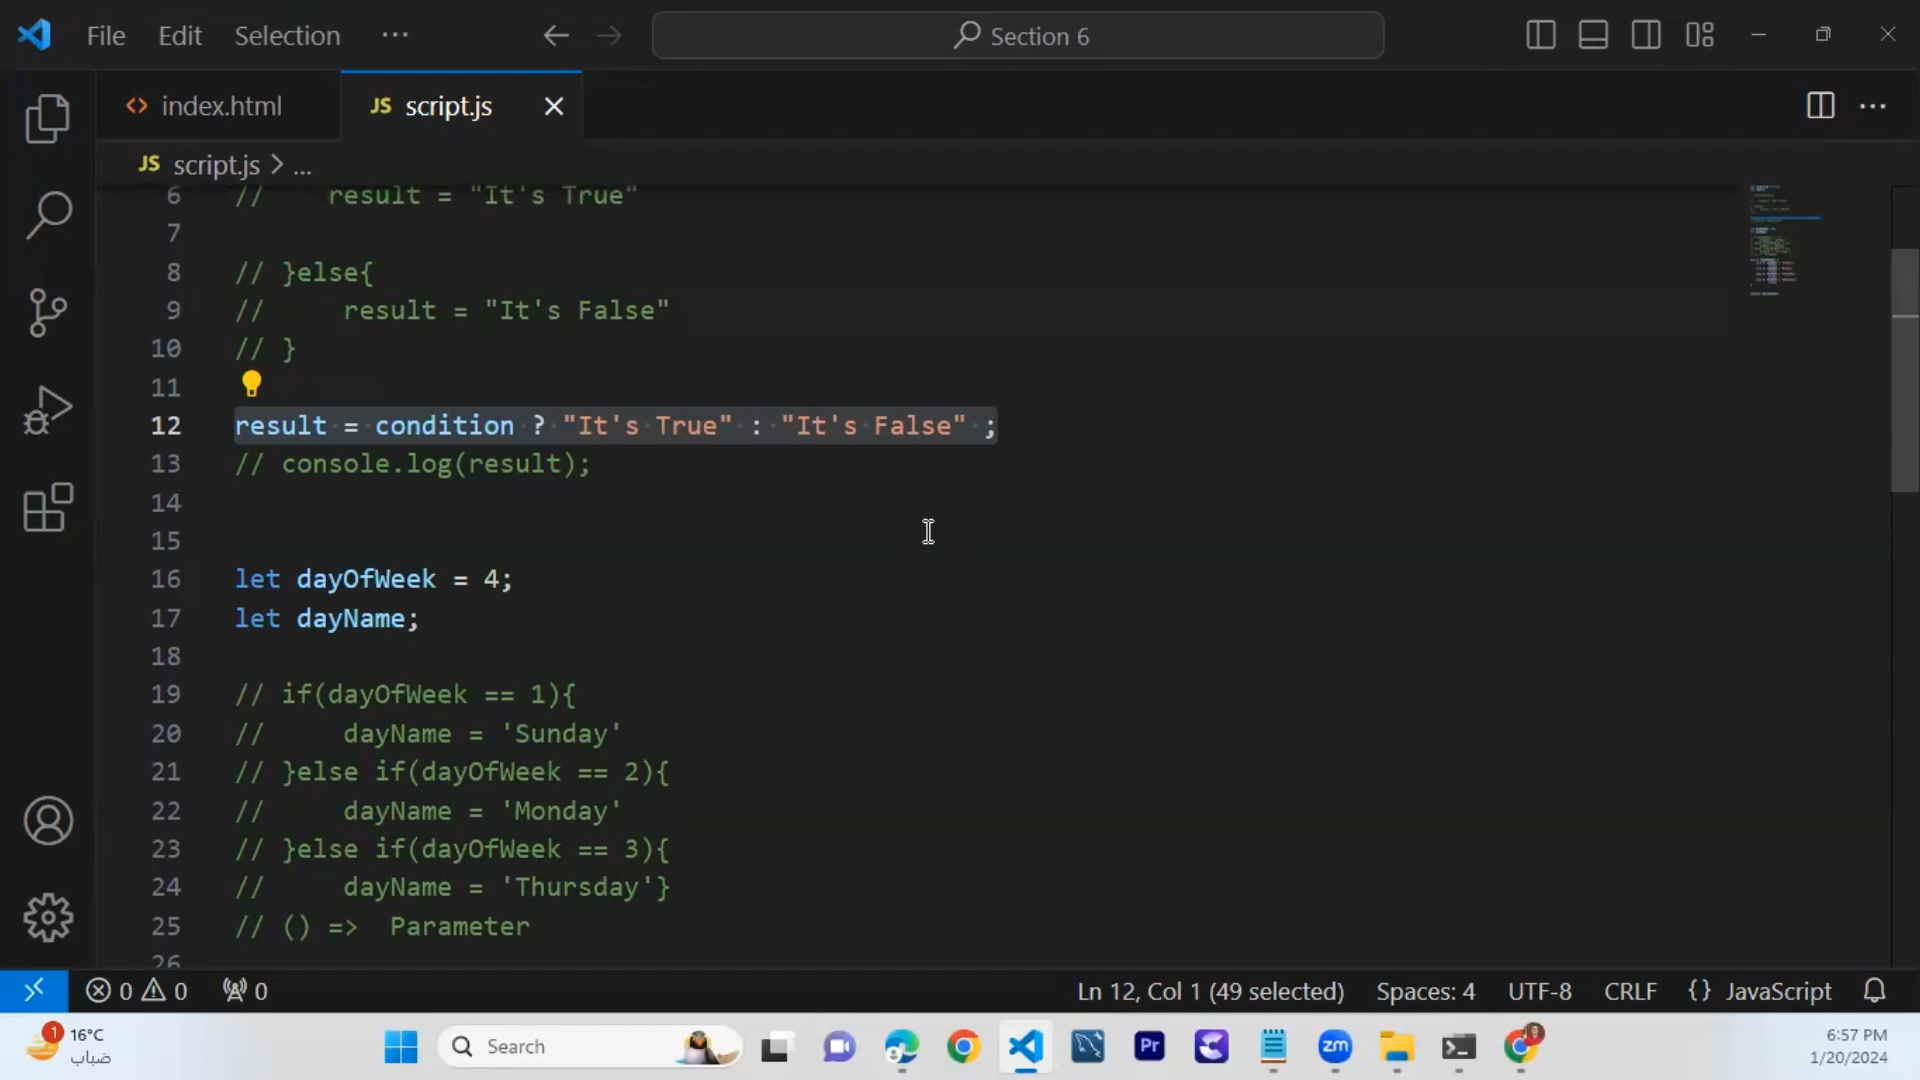 File Edit Selection ···
Section 6
index.html
JS script.js
JS script.js > ...
6 // result = "It's True"
7
8 // }else{
9 // result = "It's False"
10 // }
11
12 result = condition ? "It's True" : "It's False" ;
13 // console.log(result);
14
15
16 let dayOfWeek = 4;
17 let dayName;
18
19 // if(dayOfWeek == 1){
20 // dayName = 'Sunday'
21 // }else if(dayOfWeek == 2){
22 // dayName = 'Monday'
23 // }else if(dayOfWeek == 3){
24 // dayName = 'Thursday'}
25 // () => Parameter
26
0 0 0 Ln 12, Col 1 (49 selected) Spaces: 4 UTF-8 CRLF {} JavaScript
1 16°C
ضباب
Search
Pr
zm
6:57 PM
1/20/2024